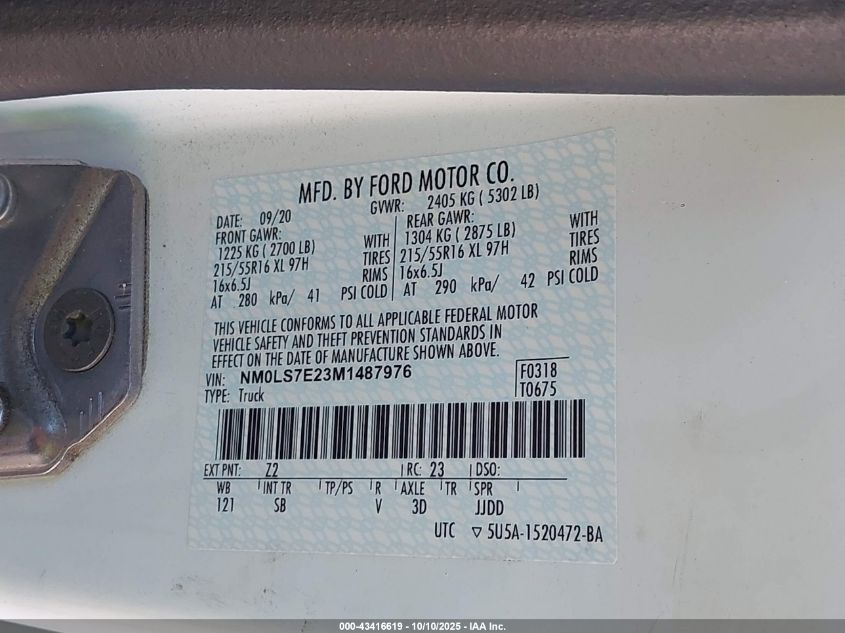 MFD. BY FORD MOTOR CO.
DATE: 09/20 GVWR: 2405 KG ( 5302 LB)
FRONT GAWR: REAR GAWR:
1225 KG ( 2700 LB) WITH 1304 KG ( 2875 LB) WITH
215/55R16 XL 97H TIRES 215/55R16 XL 97H TIRES
16x6.5J RIMS 16x6.5J RIMS
AT 280 kPa/ 41 PSI COLD AT 290 kPa/ 42 PSI COLD
THIS VEHICLE CONFORMS TO ALL APPLICABLE FEDERAL MOTOR
VEHICLE SAFETY AND THEFT PREVENTION STANDARDS IN
EFFECT ON THE DATE OF MANUFACTURE SHOWN ABOVE.
VIN: NM0LS7E23M1487976 F0318
TYPE: Truck T0675
EXT PNT: Z2 RC: 23 DSO:
WB INT TR TP/PS R AXLE TR SPR
121 SB V 3D JJDD
UTC ▽ 5U5A-1520472-BA
000-43416619 - 10/10/2025 - IAA Inc.